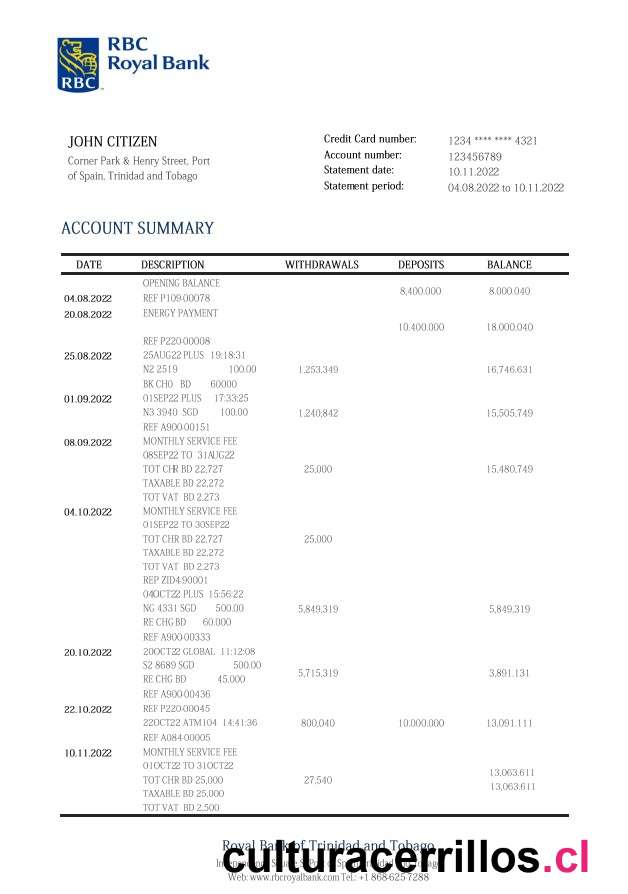 RBC
Royal Bank
RBC
JOHN CITIZEN
Corner Park & Henry Street, Port
of Spain, Trinidad and Tobago
Credit Card number: 1234 **** **** 4321
Account number: 123456789
Statement date: 10.11.2022
Statement period: 04.08.2022 to 10.11.2022
ACCOUNT SUMMARY
DATE DESCRIPTION WITHDRAWALS DEPOSITS BALANCE
OPENING BALANCE
8,400.000 8.000.040
04.08.2022 REF P109-00078
20.08.2022 ENERGY PAYMENT
10.400.000 18.000.040
REF P220-00008
25.08.2022 25AUG22 PLUS 19:18:31
N2 2519 100.00 1,253,349 16,746.631
BK CHO BD 60000
01.09.2022 01SEP22 PLUS 17:33:25
N3 3940 SGD 100.00 1,240,842 15,505,749
REF A900-00151
08.09.2022 MONTHLY SERVICE FEE
08SEP22 TO 31AUG22
TOT CHR BD 22,727 25,000 15,480,749
TAXABLE BD 22,272
TOT VAT BD 2,273
04.10.2022 MONTHLY SERVICE FEE
01SEP22 TO 30SEP22
TOT CHR BD 22,727 25,000
TAXABLE BD 22,272
TOT VAT BD 2,273
REP ZID4:90001
04OCT22 PLUS 15:56:22
NG 4331 SGD 500.00 5,849,319 5,849,319
RE CHG BD 60.000
REF A900-00333
20.10.2022 20OCT22 GLOBAL 11:12:08
S2 8689 SGD 500.00
5,715,319 3,891.131
RE CHG BD 45.000
REF A900-00436
22.10.2022 REF P220-00045
22OCT22 ATM104 14:41:36 800,040 10.000.000 13,091.111
REF A084-00005
10.11.2022 MONTHLY SERVICE FEE
01OCT22 TO 31OCT22
13,063.611
TOT CHR BD 25,000 27,540
13,063.611
TAXABLE BD 25,000
TOT VAT BD 2,500
Royal Bank of Trinidad and Tobago
culturacerrillos.cl
Web: www.rbcroyalbank.com TeL: +1 868-625-7288